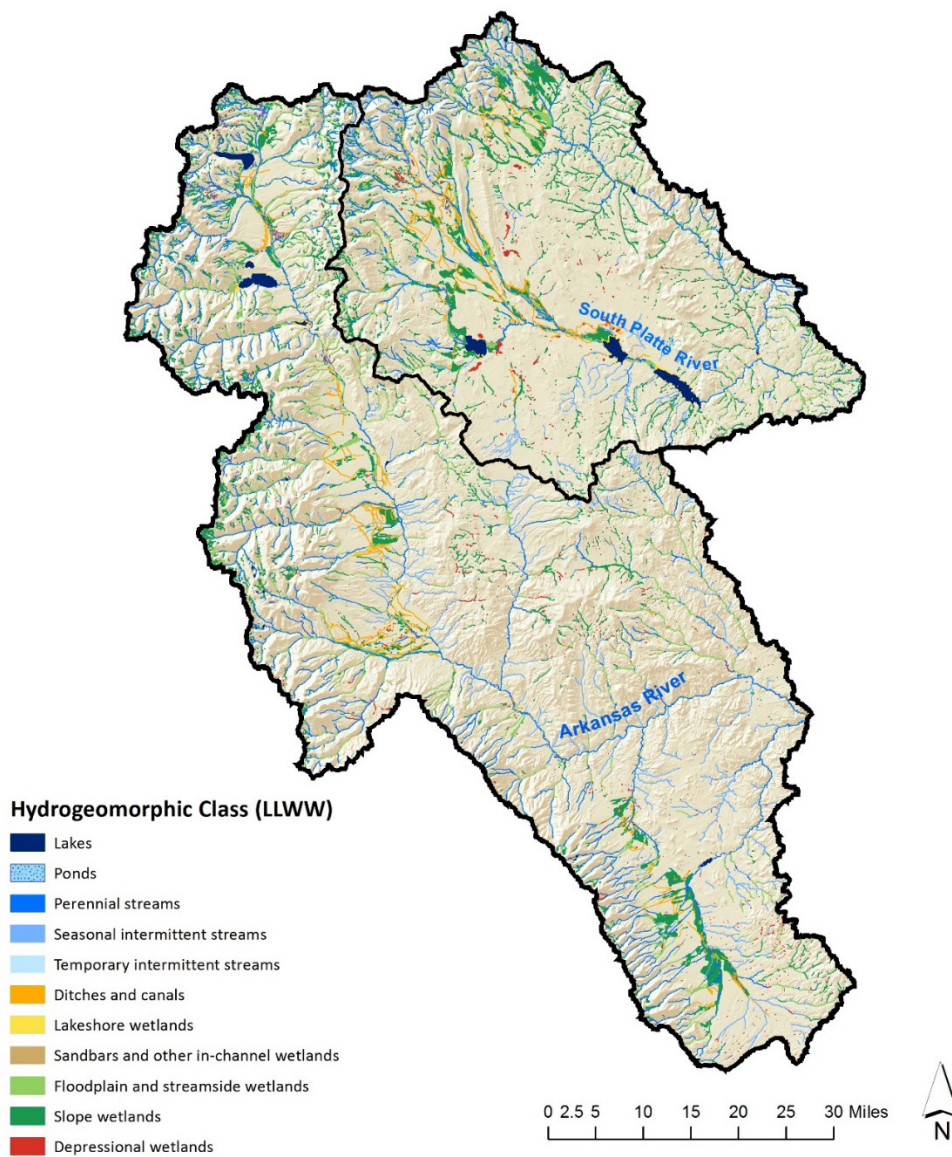 South Platte River
Arkansas River
Hydrogeomorphic Class (LLWW)
Lakes
Ponds
Perennial streams
Seasonal intermittent streams
Temporary intermittent streams
Ditches and canals
Lakeshore wetlands
Sandbars and other in-channel wetlands
Floodplain and streamside wetlands
Slope wetlands
Depressional wetlands
0 2.5 5 10 15 20 25 30 Miles
N